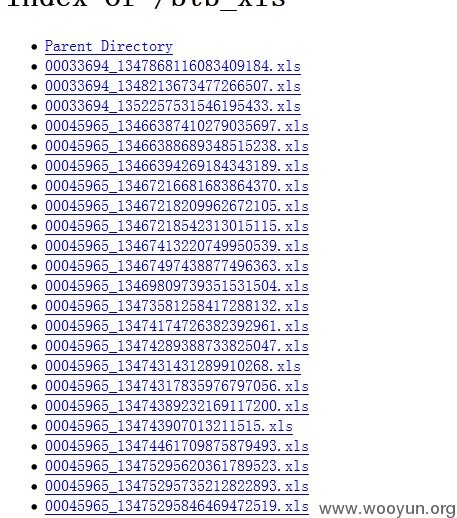 Index of /btb_xls
Parent Directory
00033694_1347868116083409184.xls
00033694_1348213673477266507.xls
00033694_1352257531546195433.xls
00045965_13466387410279035697.xls
00045965_13466388689348515238.xls
00045965_13466394269184343189.xls
00045965_13467216681683864370.xls
00045965_13467218209962672105.xls
00045965_13467218542313015115.xls
00045965_13467413220749950539.xls
00045965_13467497438877496363.xls
00045965_13469809739351531504.xls
00045965_13473581258417288132.xls
00045965_13474174726382392961.xls
00045965_13474289388733825047.xls
00045965_1347431431289910268.xls
00045965_13474317835976797056.xls
00045965_13474389232169117200.xls
00045965_134743907013211515.xls
00045965_13474461709875879493.xls
00045965_13475295620361789523.xls
00045965_13475295735212822893.xls
00045965_13475295846469472519.xls
www.wooyun.org